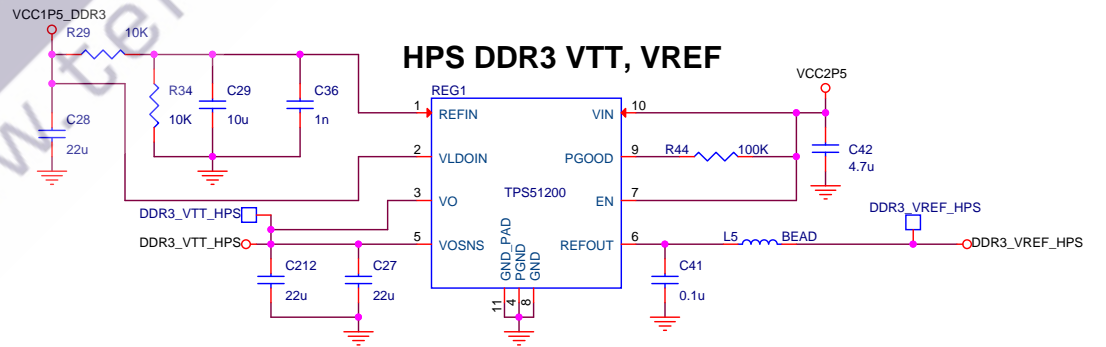 VCC1P5_DDR3
R29 10K
HPS DDR3 VTT, VREF
VCC2P5
REG1
R34
10K
C29
10u
C36
1n
C28
22u
1 REFIN
VIN 10
2 VLDOIN
PGOOD 9
R44 100K
C42
4.7u
3 VO
TPS51200
EN 7
DDR3_VTT_HPS
DDR3_VREF_HPS
DDR3_VTT_HPS
5 VOSNS
REFOUT 6
L5 BEAD
DDR3_VREF_HPS
GND_PAD
PGND
GND
C212
22u
C27
22u
C41
0.1u
11
4
8
w.te